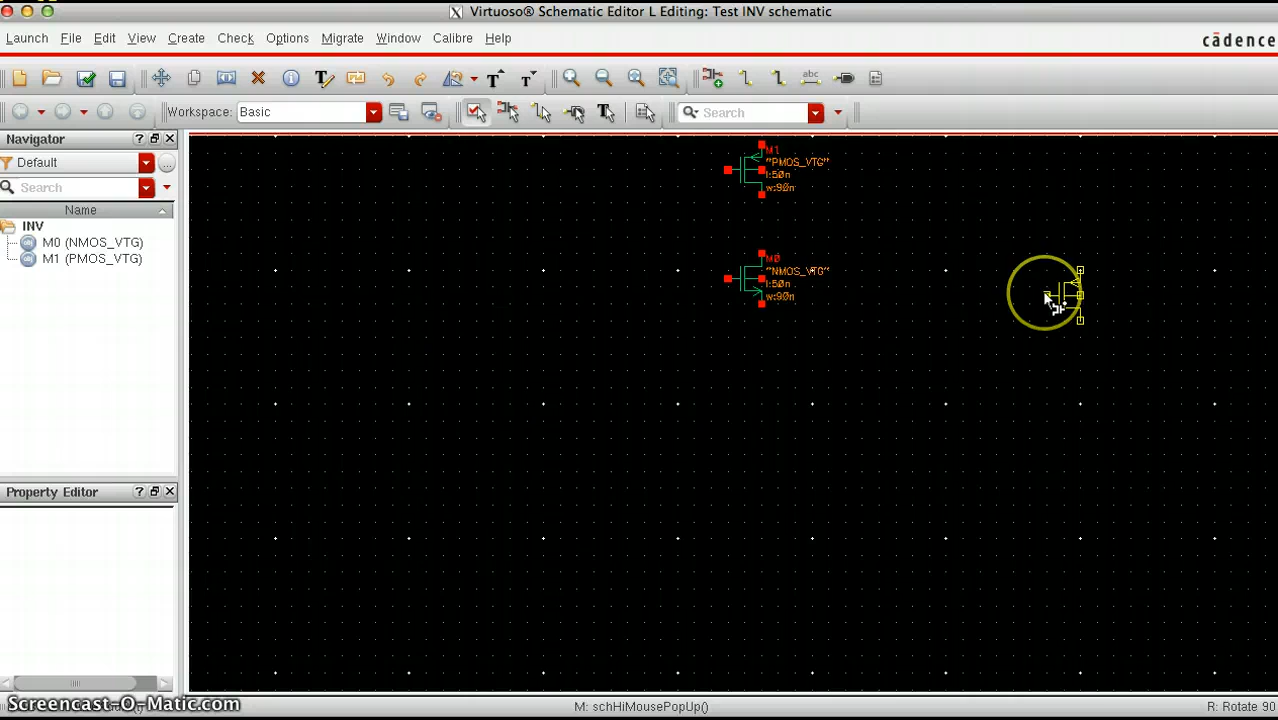 Virtuoso® Schematic Editor L Editing: Test INV schematic
Launch File Edit View Create Check Options Migrate Window Calibre Help
cādence
abc
Workspace: Basic
Search
Navigator
Default
Search
Name
INV
M0 (NMOS_VTG)
M1 (PMOS_VTG)
Property Editor
M1
"PMOS_VTG"
l:50n
w:90n
M0
"NMOS_VTG"
l:50n
w:90n
Screencast-O-Matic.com
M: schHiMousePopUp()
R: Rotate 90